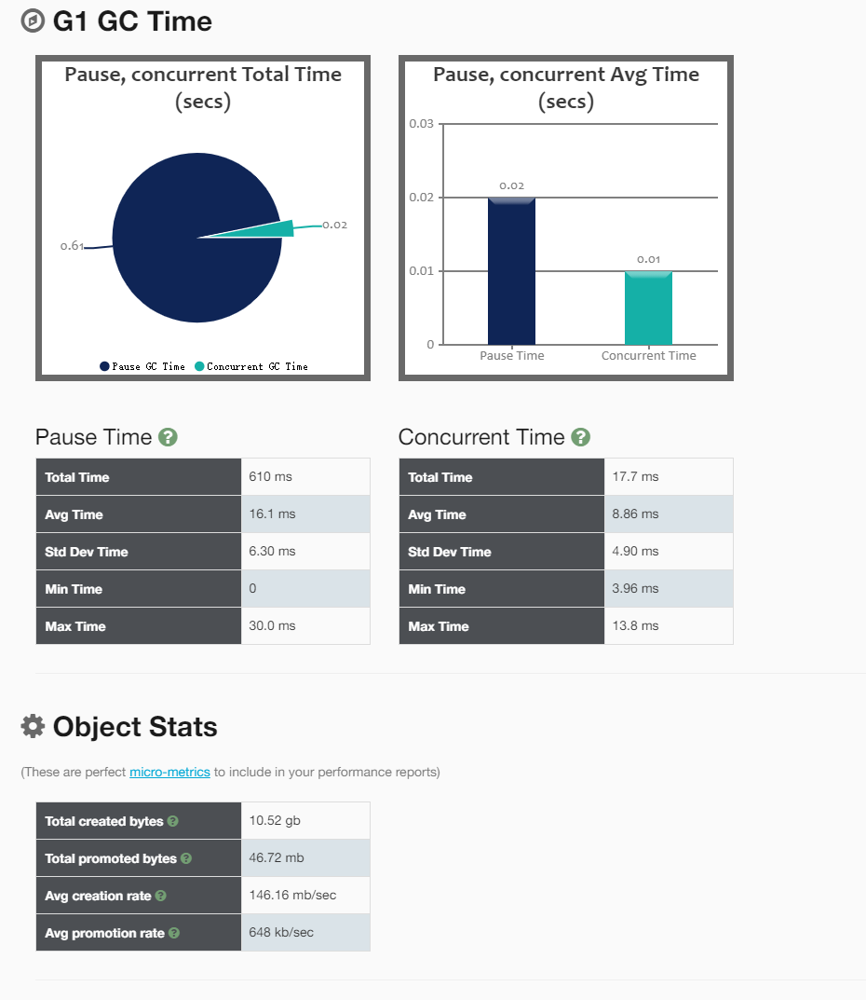 G1 GC Time
Pause, concurrent Total Time
(secs)
0.02
0.61
Pause GC Time
Concurrent GC Time
Pause, concurrent Avg Time
(secs)
0.03
0.02
0.02
0.01
0.01
0
Pause Time
Concurrent Time
Pause Time ?
Total Time 610 ms
Avg Time 16.1 ms
Std Dev Time 6.30 ms
Min Time 0
Max Time 30.0 ms
Concurrent Time ?
Total Time 17.7 ms
Avg Time 8.86 ms
Std Dev Time 4.90 ms
Min Time 3.96 ms
Max Time 13.8 ms
Object Stats
(These are perfect micro-metrics to include in your performance reports)
Total created bytes ? 10.52 gb
Total promoted bytes ? 46.72 mb
Avg creation rate ? 146.16 mb/sec
Avg promotion rate ? 648 kb/sec